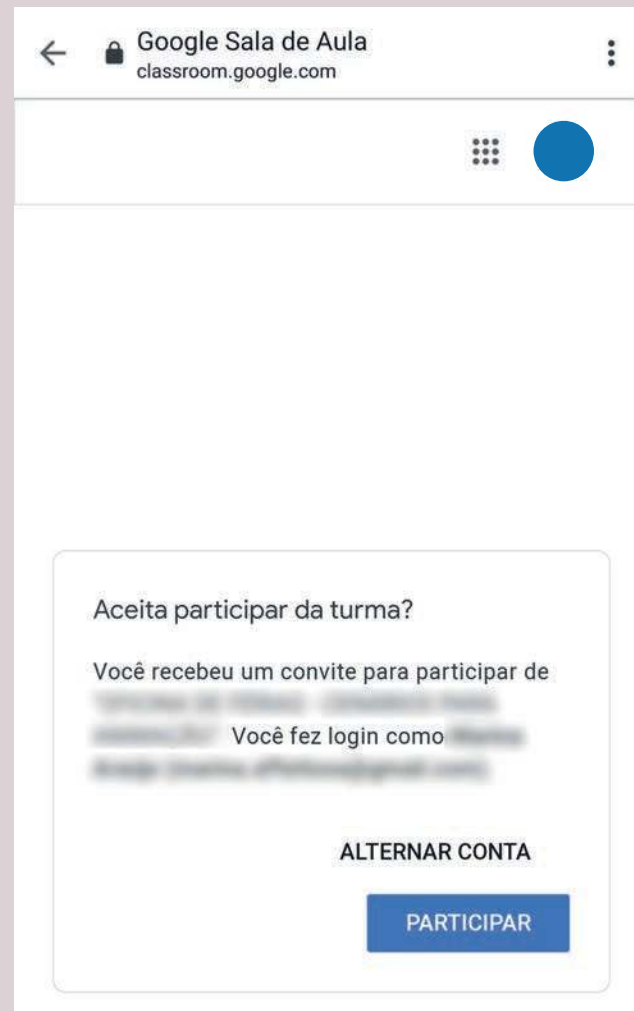 Google Sala de Aula
classroom.google.com
Aceita participar da turma?
Você recebeu um convite para participar de
Você fez login como
ALTERNAR CONTA
PARTICIPAR